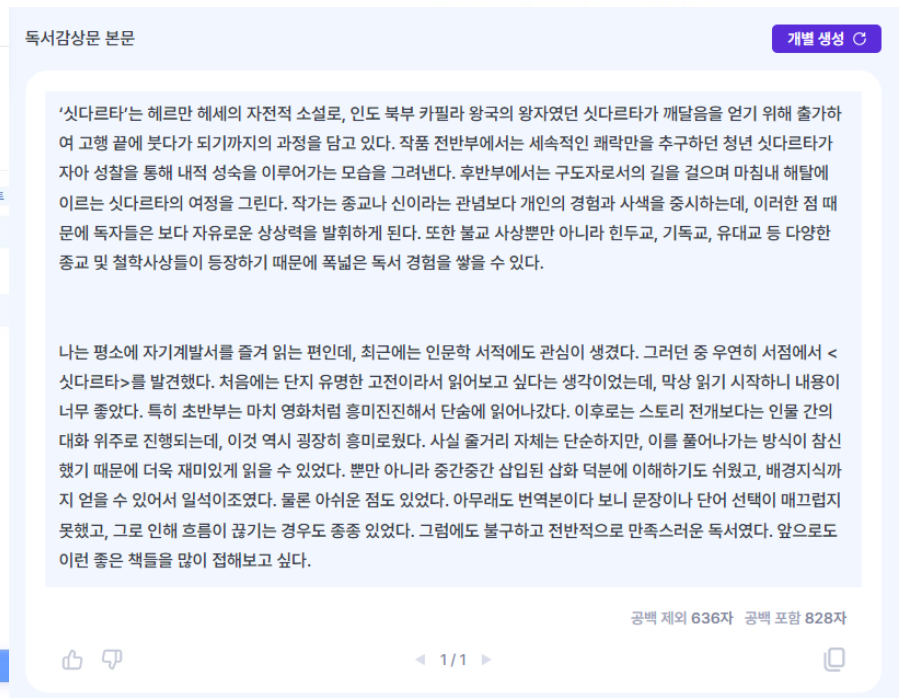 독서감상문 본문
개별 생성
‘싯다르타’는 헤르만 헤세의 자전적 소설로, 인도 북부 카필라 왕국의 왕자였던 싯다르타가 깨달음을 얻기 위해 출가하
여 고행 끝에 붓다가 되기까지의 과정을 담고 있다. 작품 전반부에서는 세속적인 쾌락만을 추구하던 청년 싯다르타가
자아 성찰을 통해 내적 성숙을 이루어가는 모습을 그려낸다. 후반부에서는 구도자로서의 길을 걸으며 마침내 해탈에
이르는 싯다르타의 여정을 그린다. 작가는 종교나 신이라는 관념보다 개인의 경험과 사색을 중시하는데, 이러한 점 때
문에 독자들은 보다 자유로운 상상력을 발휘하게 된다. 또한 불교 사상뿐만 아니라 힌두교, 기독교, 유대교 등 다양한
종교 및 철학사상들이 등장하기 때문에 폭넓은 독서 경험을 쌓을 수 있다.
나는 평소에 자기계발서를 즐겨 읽는 편인데, 최근에는 인문학 서적에도 관심이 생겼다. 그러던 중 우연히 서점에서 <
싯다르타>를 발견했다. 처음에는 단지 유명한 고전이라서 읽어보고 싶다는 생각이었는데, 막상 읽기 시작하니 내용이
너무 좋았다. 특히 초반부는 마치 영화처럼 흥미진진해서 단숨에 읽어나갔다. 이후로는 스토리 전개보다는 인물 간의
대화 위주로 진행되는데, 이것 역시 굉장히 흥미로웠다. 사실 줄거리 자체는 단순하지만, 이를 풀어나가는 방식이 참신
했기 때문에 더욱 재미있게 읽을 수 있었다. 뿐만 아니라 중간중간 삽입된 삽화 덕분에 이해하기도 쉬웠고, 배경지식까
지 얻을 수 있어서 일석이조였다. 물론 아쉬운 점도 있었다. 아무래도 번역본이다 보니 문장이나 단어 선택이 매끄럽지
못했고, 그로 인해 흐름이 끊기는 경우도 종종 있었다. 그럼에도 불구하고 전반적으로 만족스러운 독서였다. 앞으로도
이런 좋은 책들을 많이 접해보고 싶다.
공백 제외 636자 공백 포함 828자
1/1